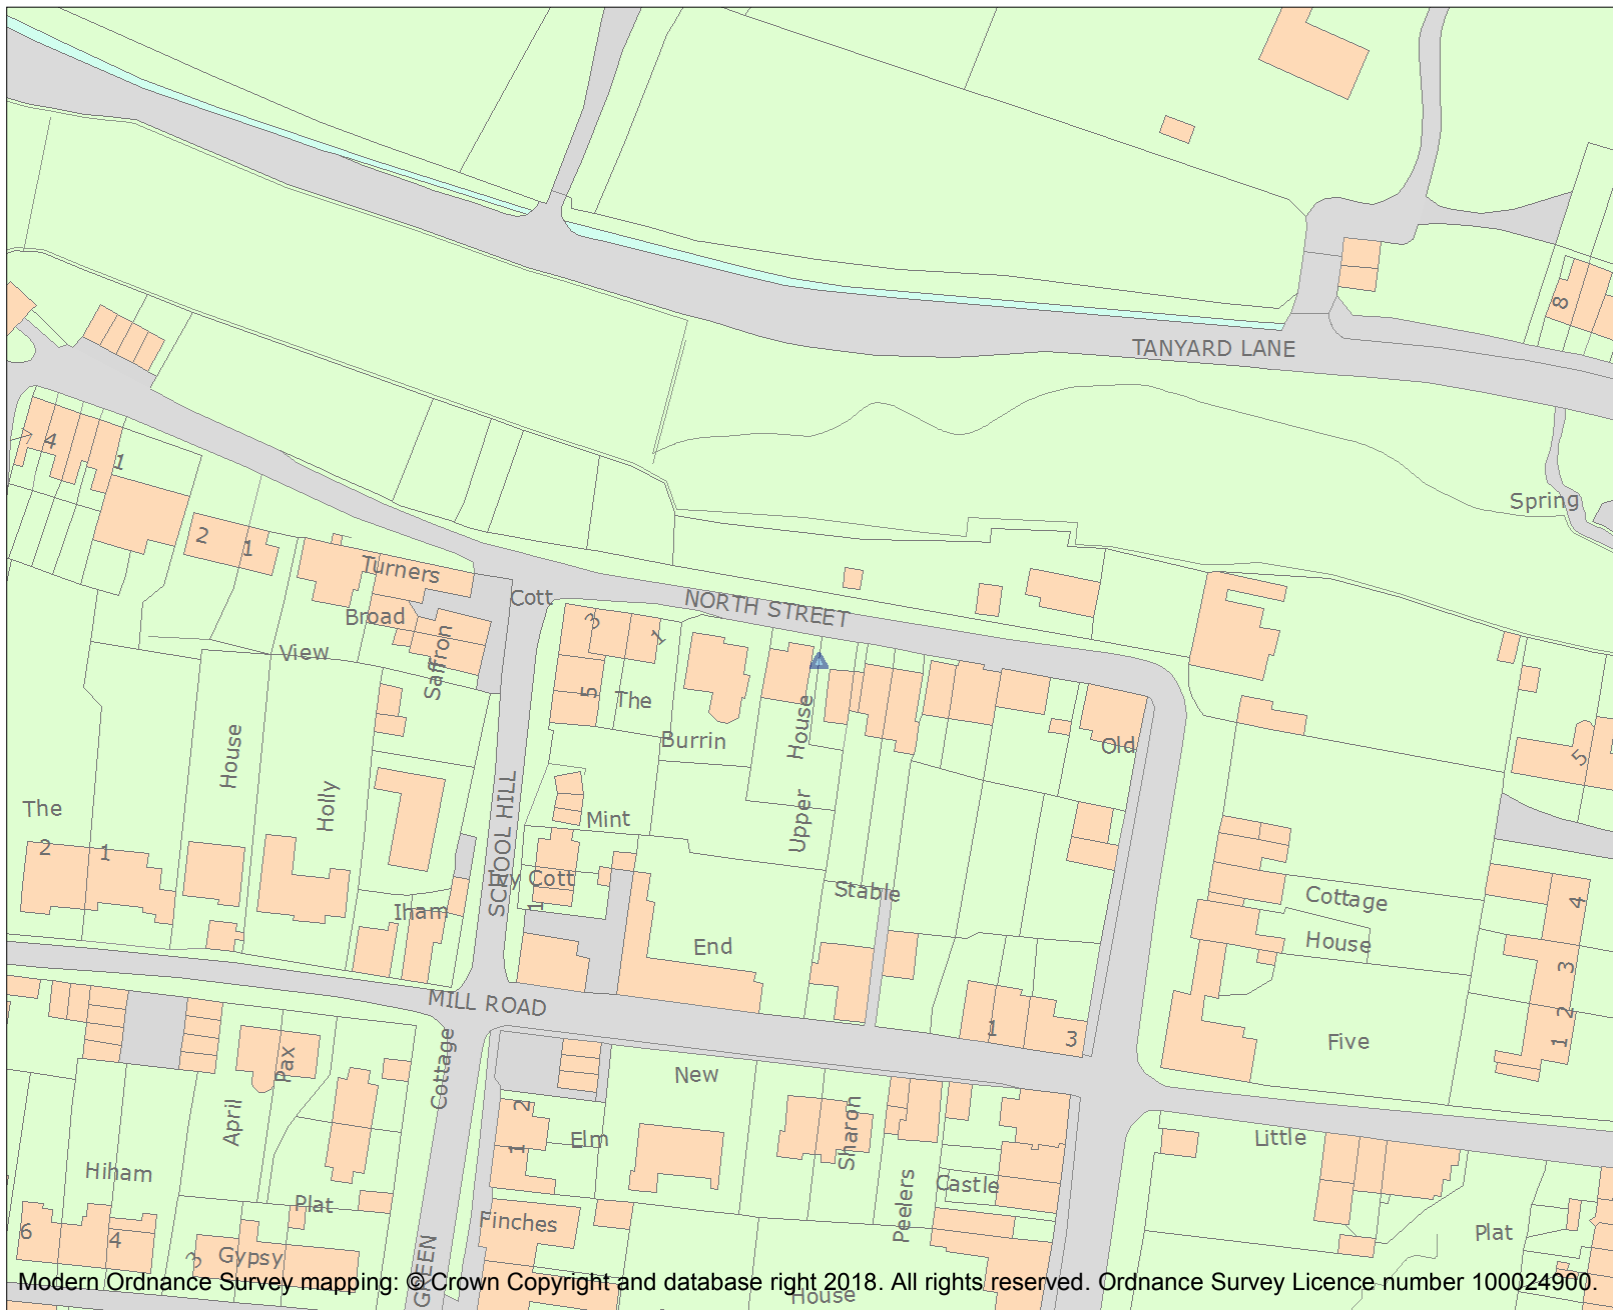 TANYARD LANE
8
4
1
Spring
2
1
Turners
Cott
NORTH STREET
Broad
3
1
View
Saffron
5
The
House
Burrin
House
Old
5
The
Holly
SCHOOL HILL
Mint
Upper
2
1
Ivy Cott
Stable
Cottage
4
1
Iham
End
House
3
MILL ROAD
1
3
2
1
Five
Cottage
Pax
New
April
2
1
Elm
Sharon
Little
Hiham
Castle
Plat
Peelers
Finches
Plat
6
4
3
Gypsy
GREEN
House
Modern Ordnance Survey mapping: © Crown Copyright and database right 2018. All rights reserved. Ordnance Survey Licence number 100024900.